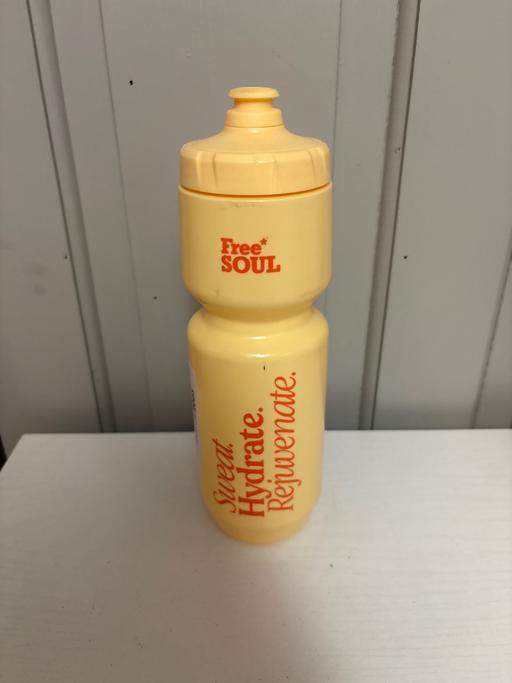 Free*
SOUL
Sweat.
Hydrate.
Rejuvenate.